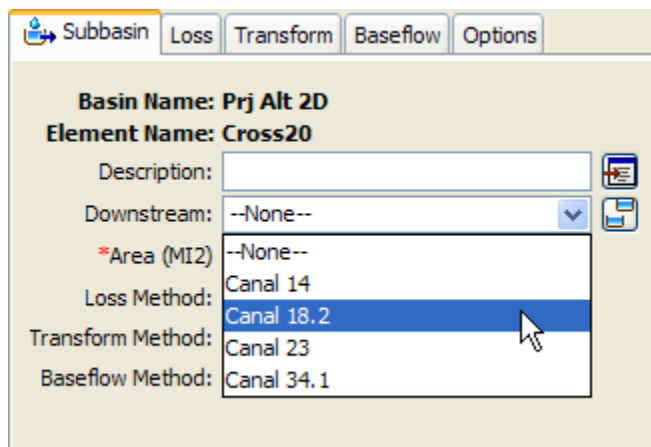 Subbasin Loss Transform Baseflow Options
Basin Name: Prj Alt 2D
Element Name: Cross20
Description:
Downstream: --None--
*Area (MI2) --None--
Canal 14
Loss Method:
Canal 18.2
Transform Method:
Canal 23
Baseflow Method: Canal 34.1